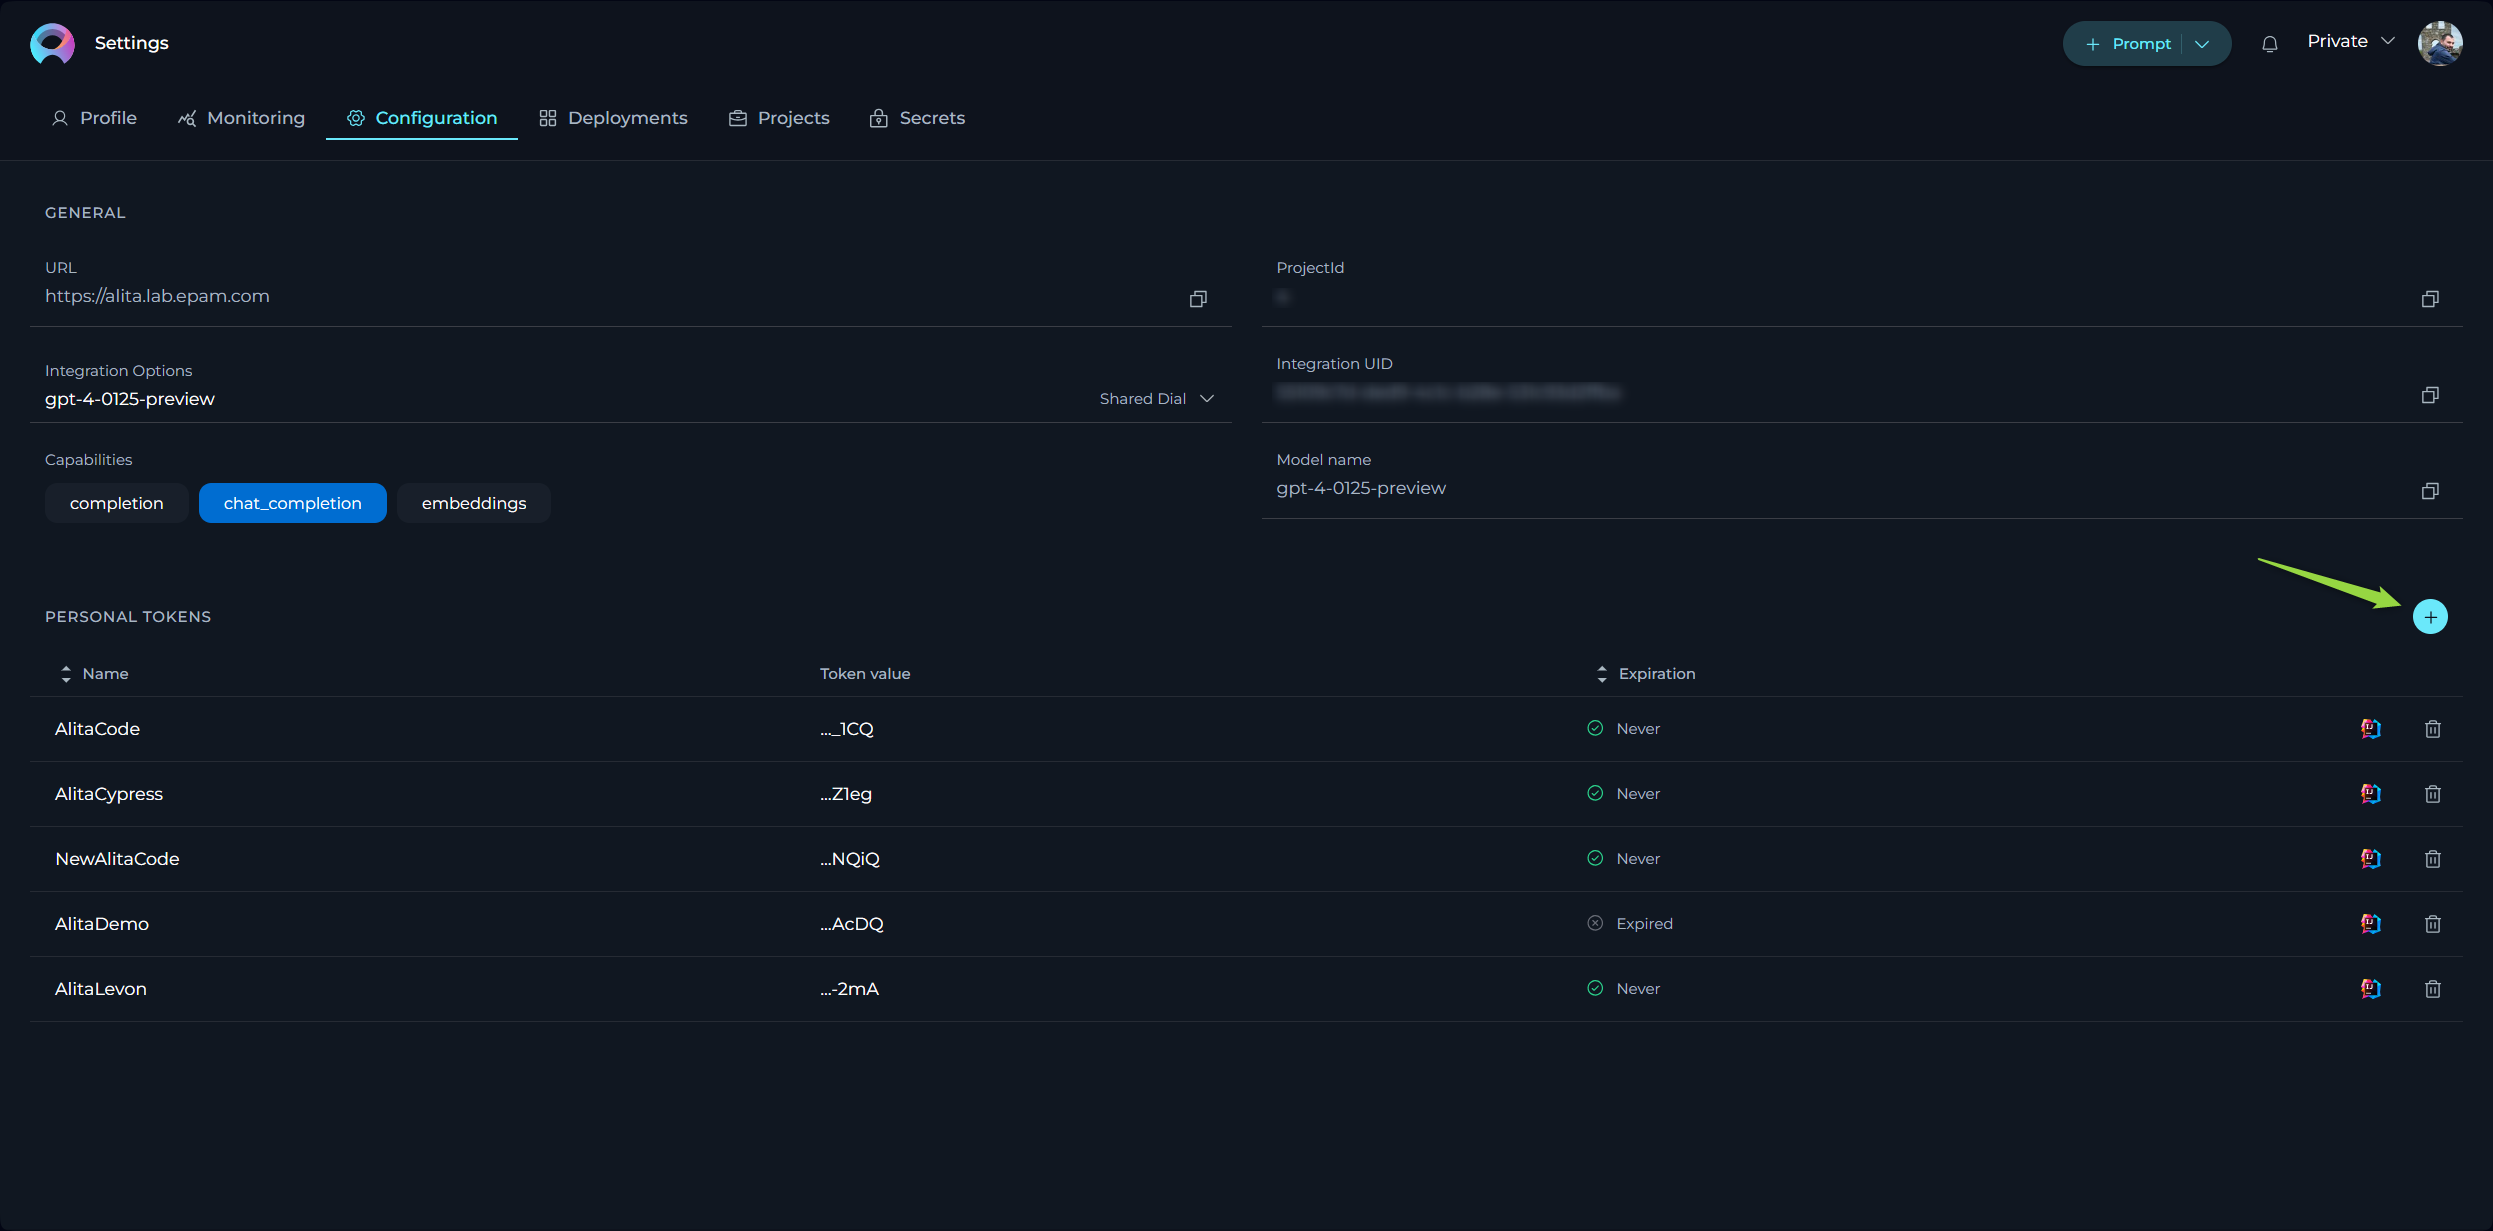 Settings
Prompt
Private
Profile
Monitoring
Configuration
Deployments
Projects
Secrets
GENERAL
URL
https://alita.lab.epam.com
ProjectId
Integration Options
gpt-4-0125-preview
Shared Dial
Integration UID
Capabilities
completion
chat_completion
embeddings
Model name
gpt-4-0125-preview
PERSONAL TOKENS
Name Token value Expiration
AlitaCode ..._1CQ Never
AlitaCypress ...Z1eg Never
NewAlitaCode ...NQiQ Never
AlitaDemo ...AcDQ Expired
AlitaLevon ...-2mA Never